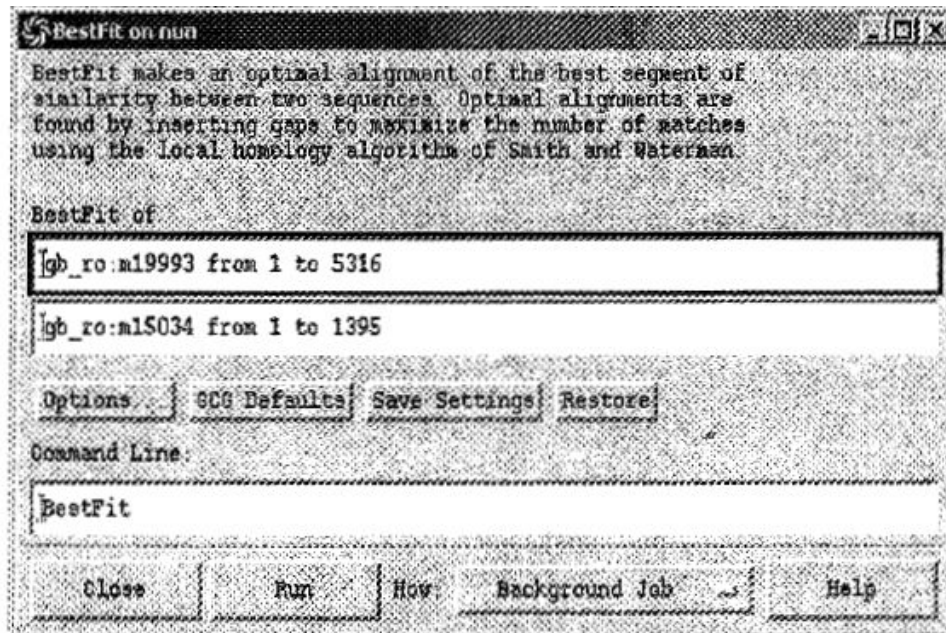 BestFit on nun
BestFit makes an optimal alignment of the best segment of
similarity between two sequences. Optimal alignments are
found by inserting gaps to maximize the number of matches
using the local homology algorithm of Smith and Waterman.
BestFit of
gb_ro:m19993 from 1 to 5316
gb_ro:m15034 from 1 to 1395
Options... GCG Defaults Save Settings Restore
Command Line:
BestFit
Close Run How: Background Job Help